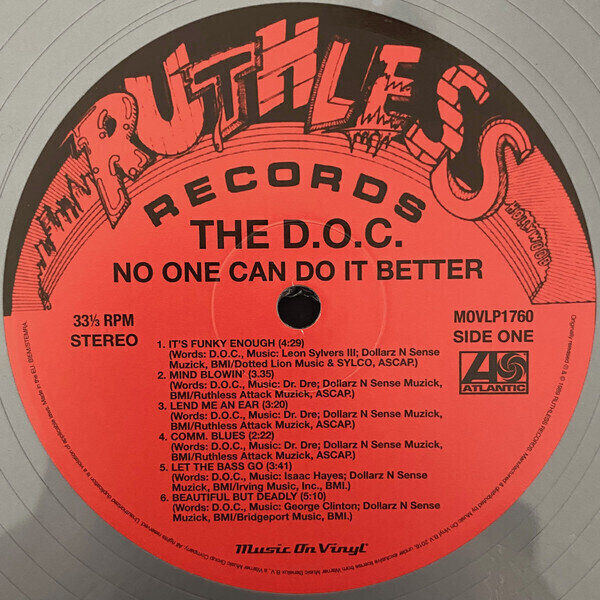 RUTHLESS
RECORDS
HOLLYWOOD
THE D.O.C.
NO ONE CAN DO IT BETTER
33⅓ RPM
STEREO
MOVLP1760
SIDE ONE
ATLANTIC
1. IT'S FUNKY ENOUGH (4:29)
(Words: D.O.C., Music: Leon Sylvers III; Dollarz N Sense
Muzick, BMI/Dotted Lion Music & SYLCO, ASCAP.)
2. MIND BLOWIN' (3.35)
(Words: D.O.C., Music: Dr. Dre; Dollarz N Sense Muzick,
BMI/Ruthless Attack Muzick, ASCAP.)
3. LEND ME AN EAR (3:20)
(Words: D.O.C., Music: Dr. Dre; Dollarz N Sense Muzick,
BMI/Ruthless Attack Muzick, ASCAP.)
4. COMM. BLUES (2:22)
(Words: D.O.C., Music: Dr. Dre; Dollarz N Sense Muzick,
BMI/Ruthless Attack Muzick, ASCAP.)
5. LET THE BASS GO (3:41)
(Words: D.O.C., Music: Isaac Hayes; Dollarz N Sense
Muzick, BMI/Irving Music, Inc., BMI.)
6. BEAUTIFUL BUT DEADLY (5:10)
(Words: D.O.C., Music: George Clinton; Dollarz N Sense
Muzick, BMI/Bridgeport Music, BMI.)
Music On Vinyl